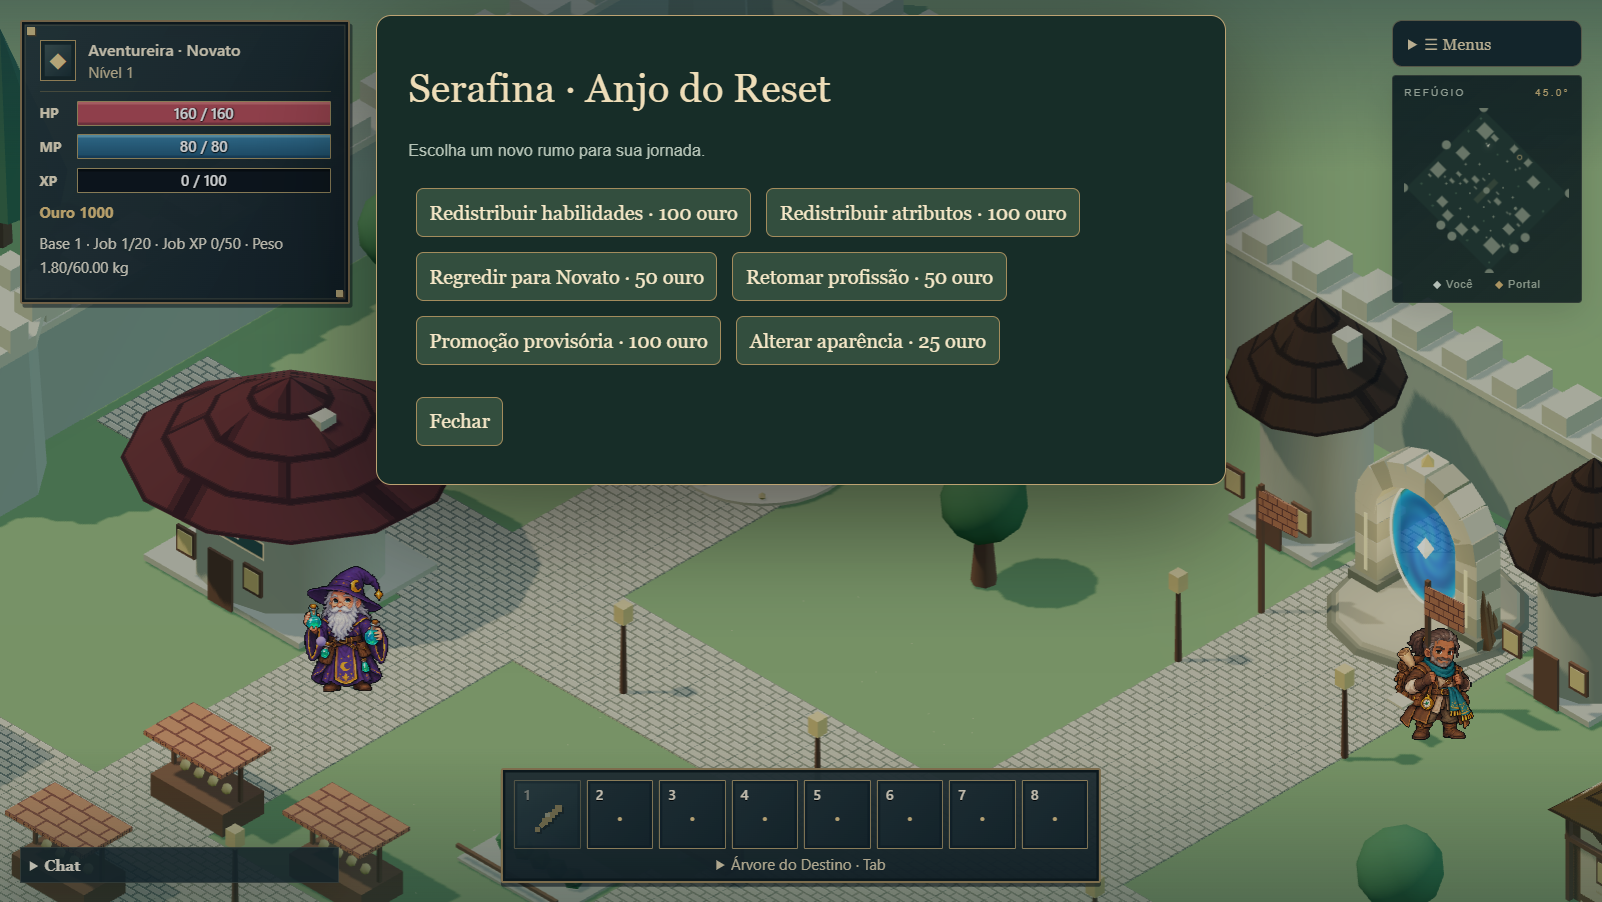 Aventureira · Novato
Nível 1
HP
160 / 160
MP
80 / 80
XP
0 / 100
Ouro 1000
Base 1 · Job 1/20 · Job XP 0/50 · Peso
1.80/60.00 kg
Serafina · Anjo do Reset
Escolha um novo rumo para sua jornada.
Redistribuir habilidades · 100 ouro
Redistribuir atributos · 100 ouro
Regredir para Novato · 50 ouro
Retomar profissão · 50 ouro
Promoção provisória · 100 ouro
Alterar aparência · 25 ouro
Fechar
▶ ☰ Menus
REFÚGIO
45.0°
◆ Você
◆ Portal
▶ Chat
1
2
3
4
5
6
7
8
▶ Árvore do Destino · Tab